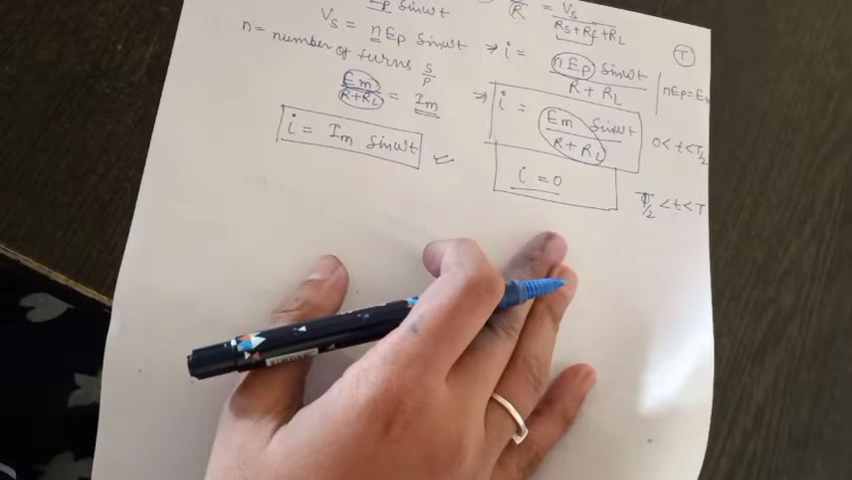 Ep Sinωt
Vs = nEp Sinωt
n = number of turns S/P
Em/(R+RL) = Im
i = Im Sinωt
R = Vs/(Rs+Rf+RL)
⇒ i = nEp Sinωt/(R+RL)
nEp=Em
⇒ i = Em Sinωt/(R+RL)
0<t<T/2
i = 0
T/2<t<T
T